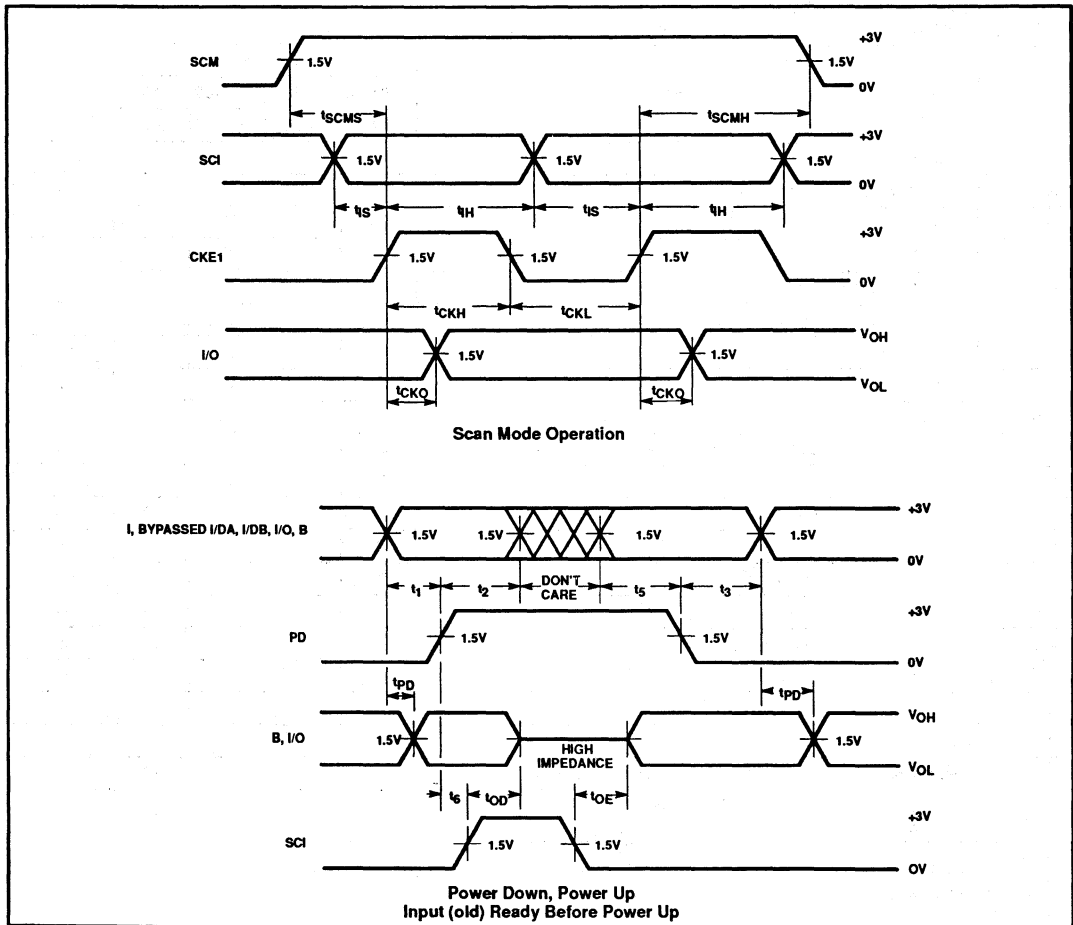 +3V
SCM 1.5V 1.5V
0V
tSCMS tSCMH
+3V
SCI 1.5V 1.5V 1.5V
0V
tIS tIH tIS tIH
+3V
CKE1 1.5V 1.5V 1.5V
0V
tCKH tCKL
VOH
I/O 1.5V 1.5V
VOL
tCKO tCKO
Scan Mode Operation
+3V
I, BYPASSED I/DA, I/DB, I/O, B 1.5V 1.5V 1.5V 1.5V
0V
t1 t2 DON'T CARE t5 t3
+3V
PD 1.5V 1.5V
0V
tPD tPD
VOH
B, I/O 1.5V HIGH IMPEDANCE 1.5V
VOL
t6 tOD tOE
+3V
SCI 1.5V 1.5V
0V
Power Down, Power Up
Input (old) Ready Before Power Up